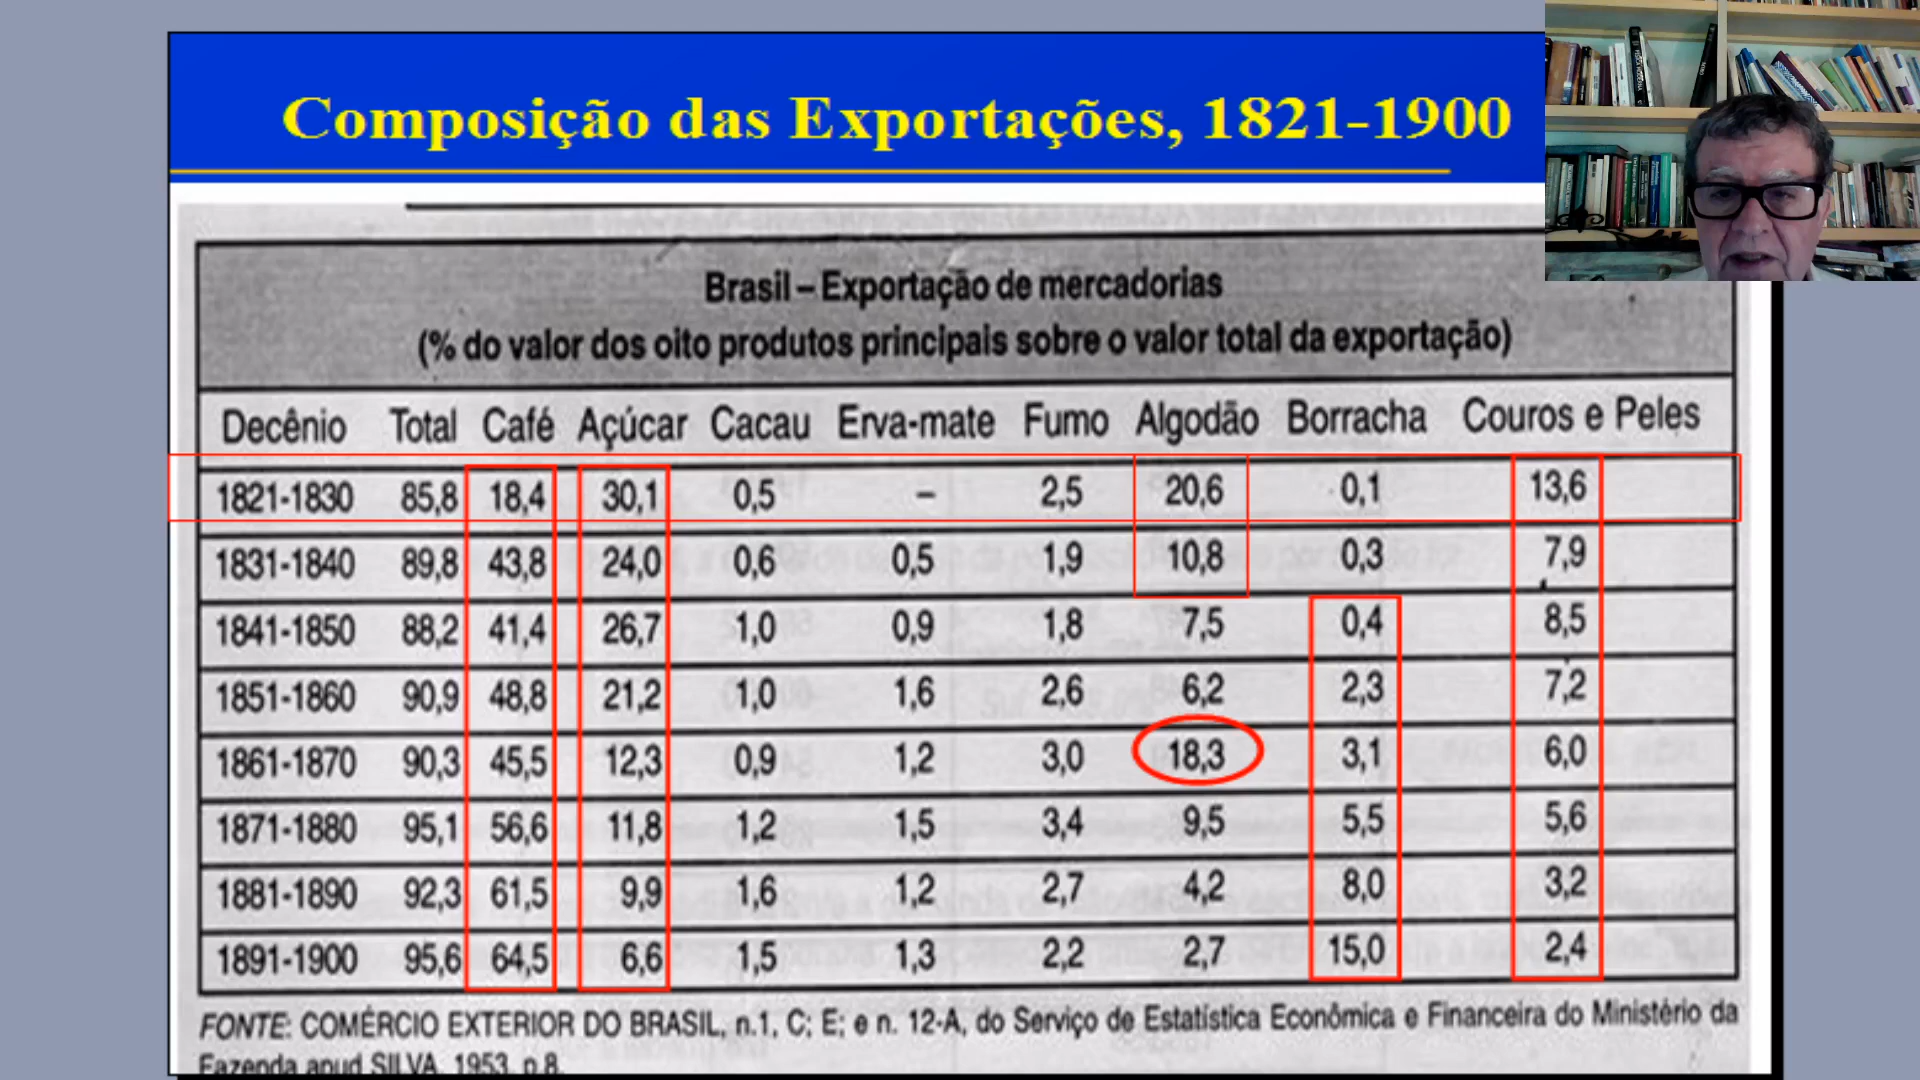 Composição das Exportações, 1821-1900
Brasil – Exportação de mercadorias
(% do valor dos oito produtos principais sobre o valor total da exportação)
Decênio Total Café Açúcar Cacau Erva-mate Fumo Algodão Borracha Couros e Peles
1821-1830 85,8 18,4 30,1 0,5 – 2,5 20,6 0,1 13,6
1831-1840 89,8 43,8 24,0 0,6 0,5 1,9 10,8 0,3 7,9
1841-1850 88,2 41,4 26,7 1,0 0,9 1,8 7,5 0,4 8,5
1851-1860 90,9 48,8 21,2 1,0 1,6 2,6 6,2 2,3 7,2
1861-1870 90,3 45,5 12,3 0,9 1,2 3,0 18,3 3,1 6,0
1871-1880 95,1 56,6 11,8 1,2 1,5 3,4 9,5 5,5 5,6
1881-1890 92,3 61,5 9,9 1,6 1,2 2,7 4,2 8,0 3,2
1891-1900 95,6 64,5 6,6 1,5 1,3 2,2 2,7 15,0 2,4
FONTE: COMÉRCIO EXTERIOR DO BRASIL, n.1, C; E; e n. 12-A, do Serviço de Estatística Econômica e Financeira do Ministério da
Fazenda apud SILVA, 1953, p.8.